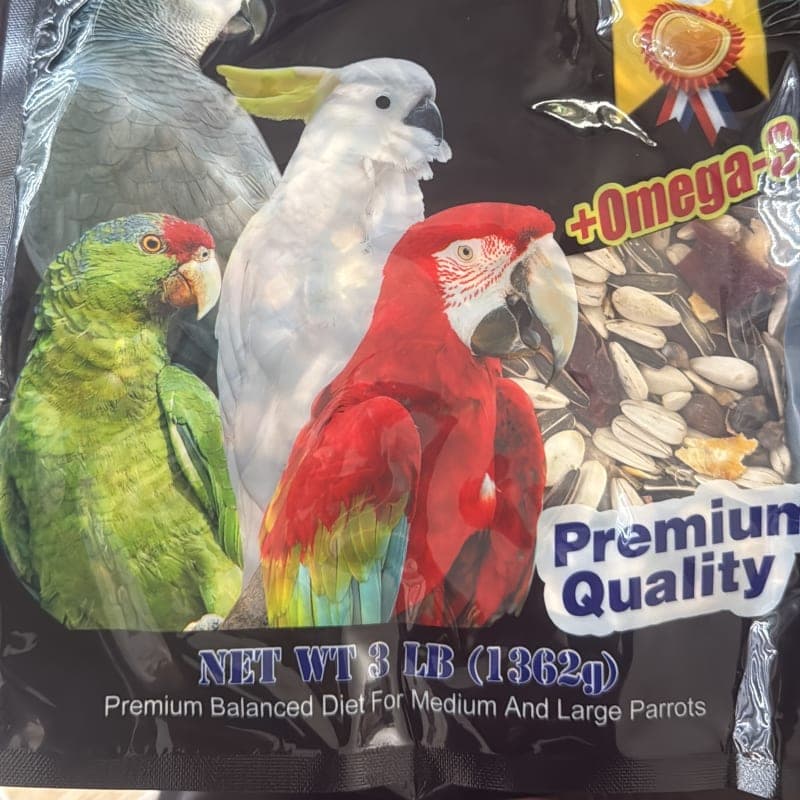 +Omega-3
Premium
Quality
NET WT 3 LB (1362g)
Premium Balanced Diet For Medium And Large Parrots